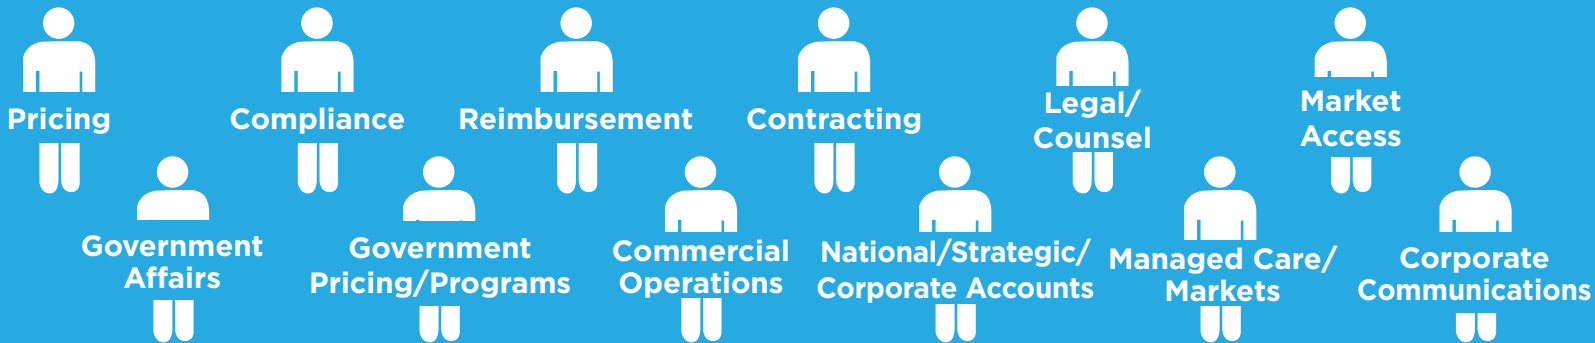 Pricing
Compliance
Reimbursement
Contracting
Legal/
Counsel
Market
Access
Government
Affairs
Government
Pricing/Programs
Commercial
Operations
National/Strategic/
Corporate Accounts
Managed Care/
Markets
Corporate
Communications